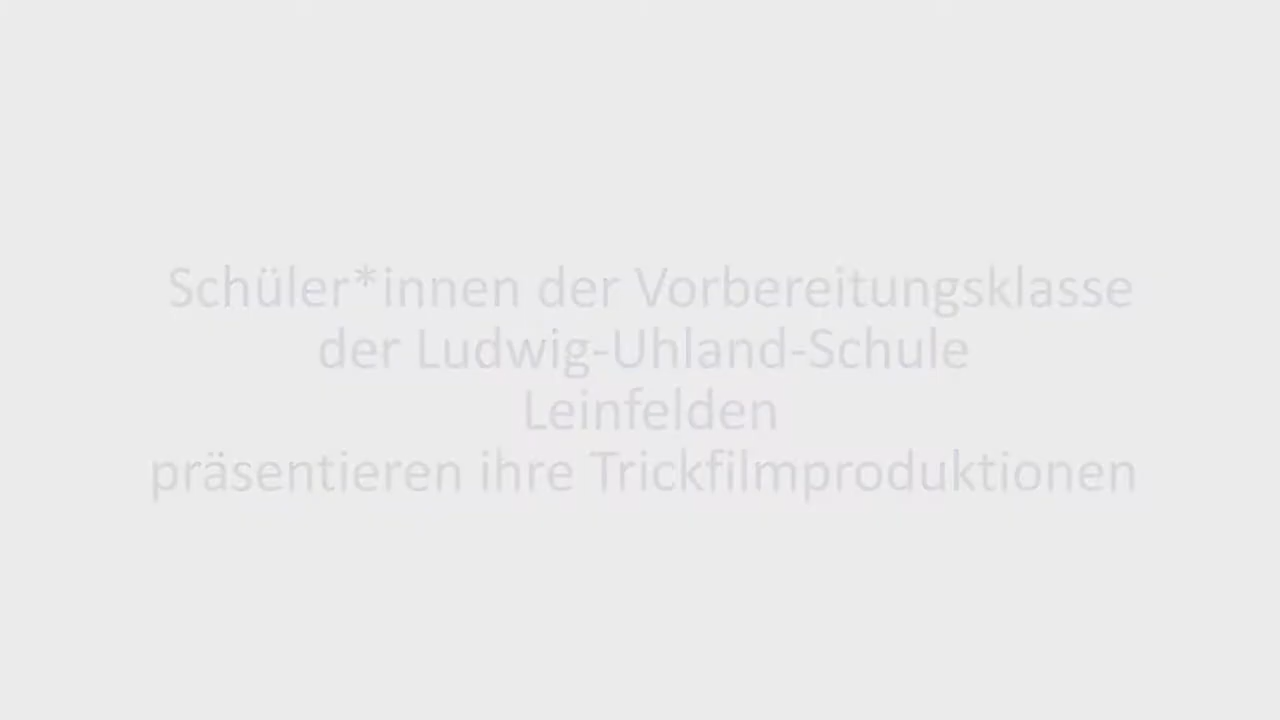 Schüler*innen der Vorbereitungsklasse
der Ludwig-Uhland-Schule
Leinfelden
präsentieren ihre Trickfilmproduktionen